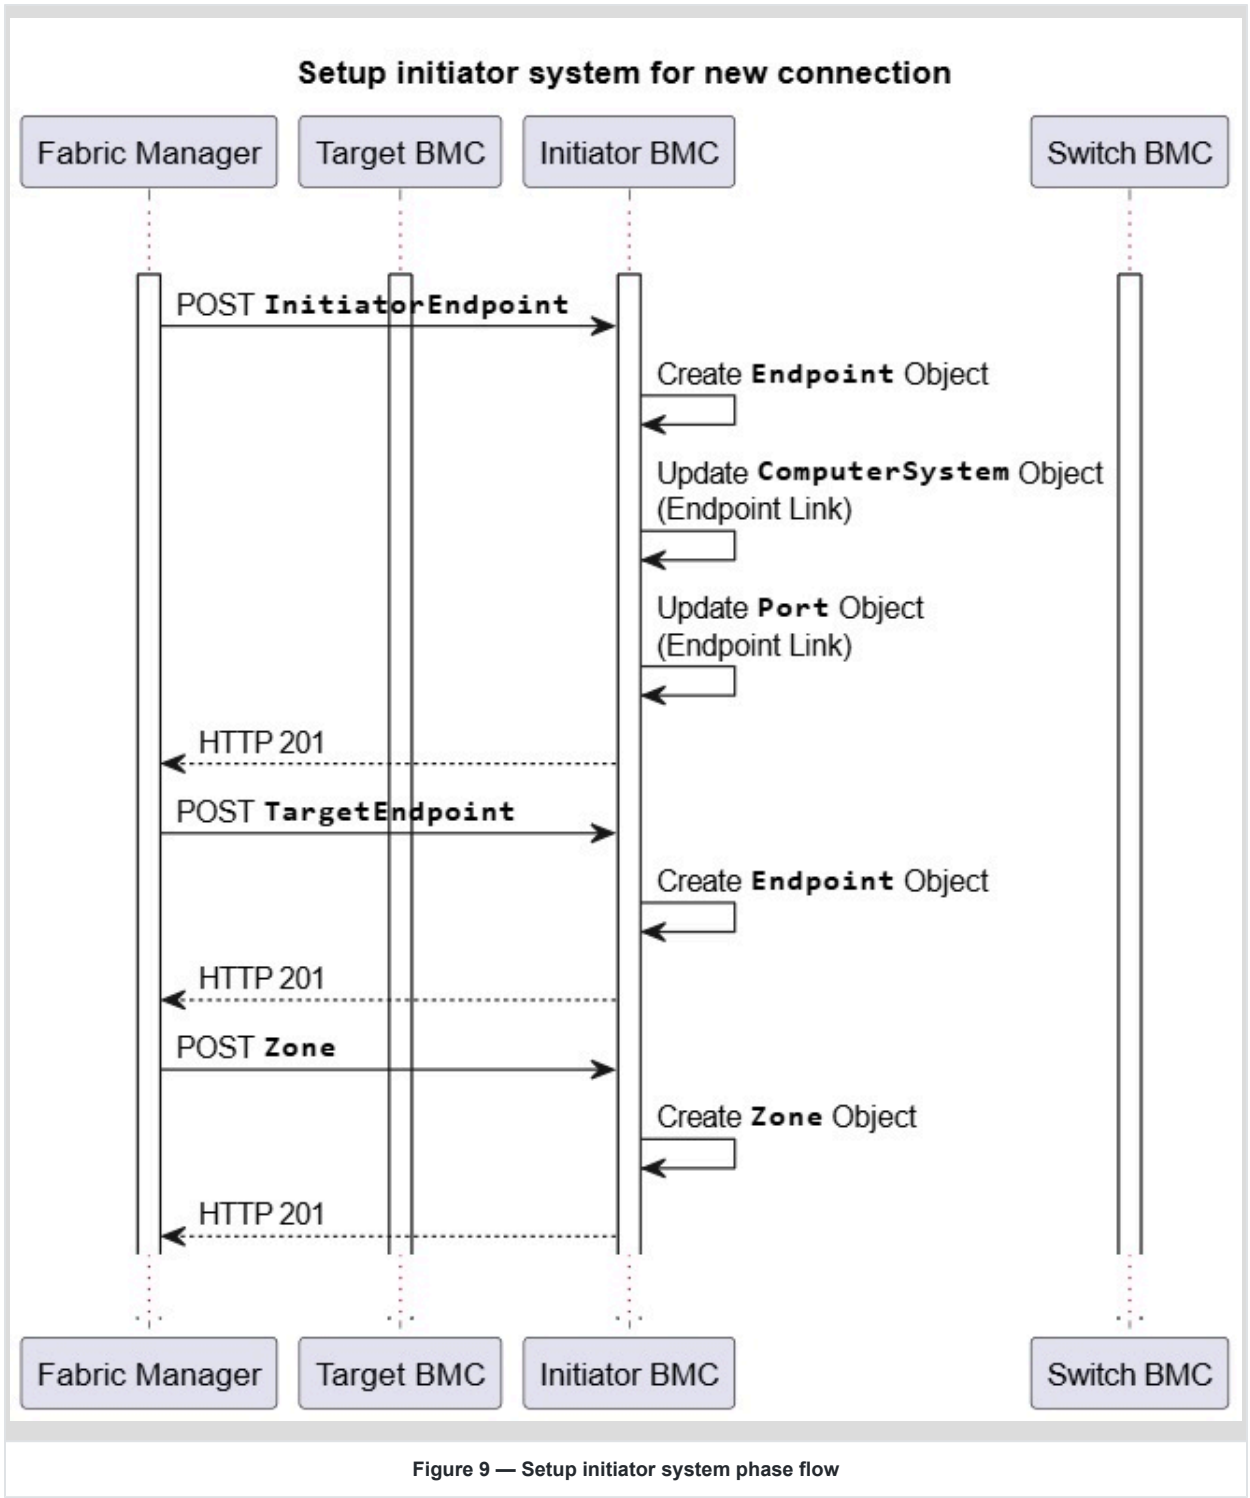 Setup initiator system for new connection
Fabric Manager Target BMC Initiator BMC Switch BMC
POST InitiatorEndpoint
Create Endpoint Object
Update ComputerSystem Object
(Endpoint Link)
Update Port Object
(Endpoint Link)
HTTP 201
POST TargetEndpoint
Create Endpoint Object
HTTP 201
POST Zone
Create Zone Object
HTTP 201
Fabric Manager Target BMC Initiator BMC Switch BMC
Figure 9 — Setup initiator system phase flow